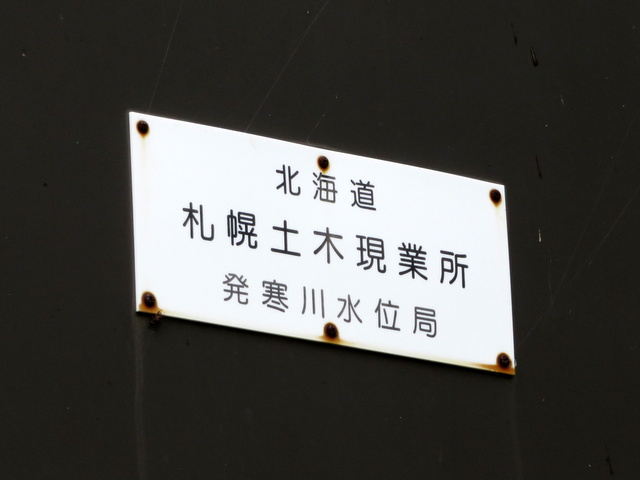 北海道
札幌土木現業所
発寒川水位局